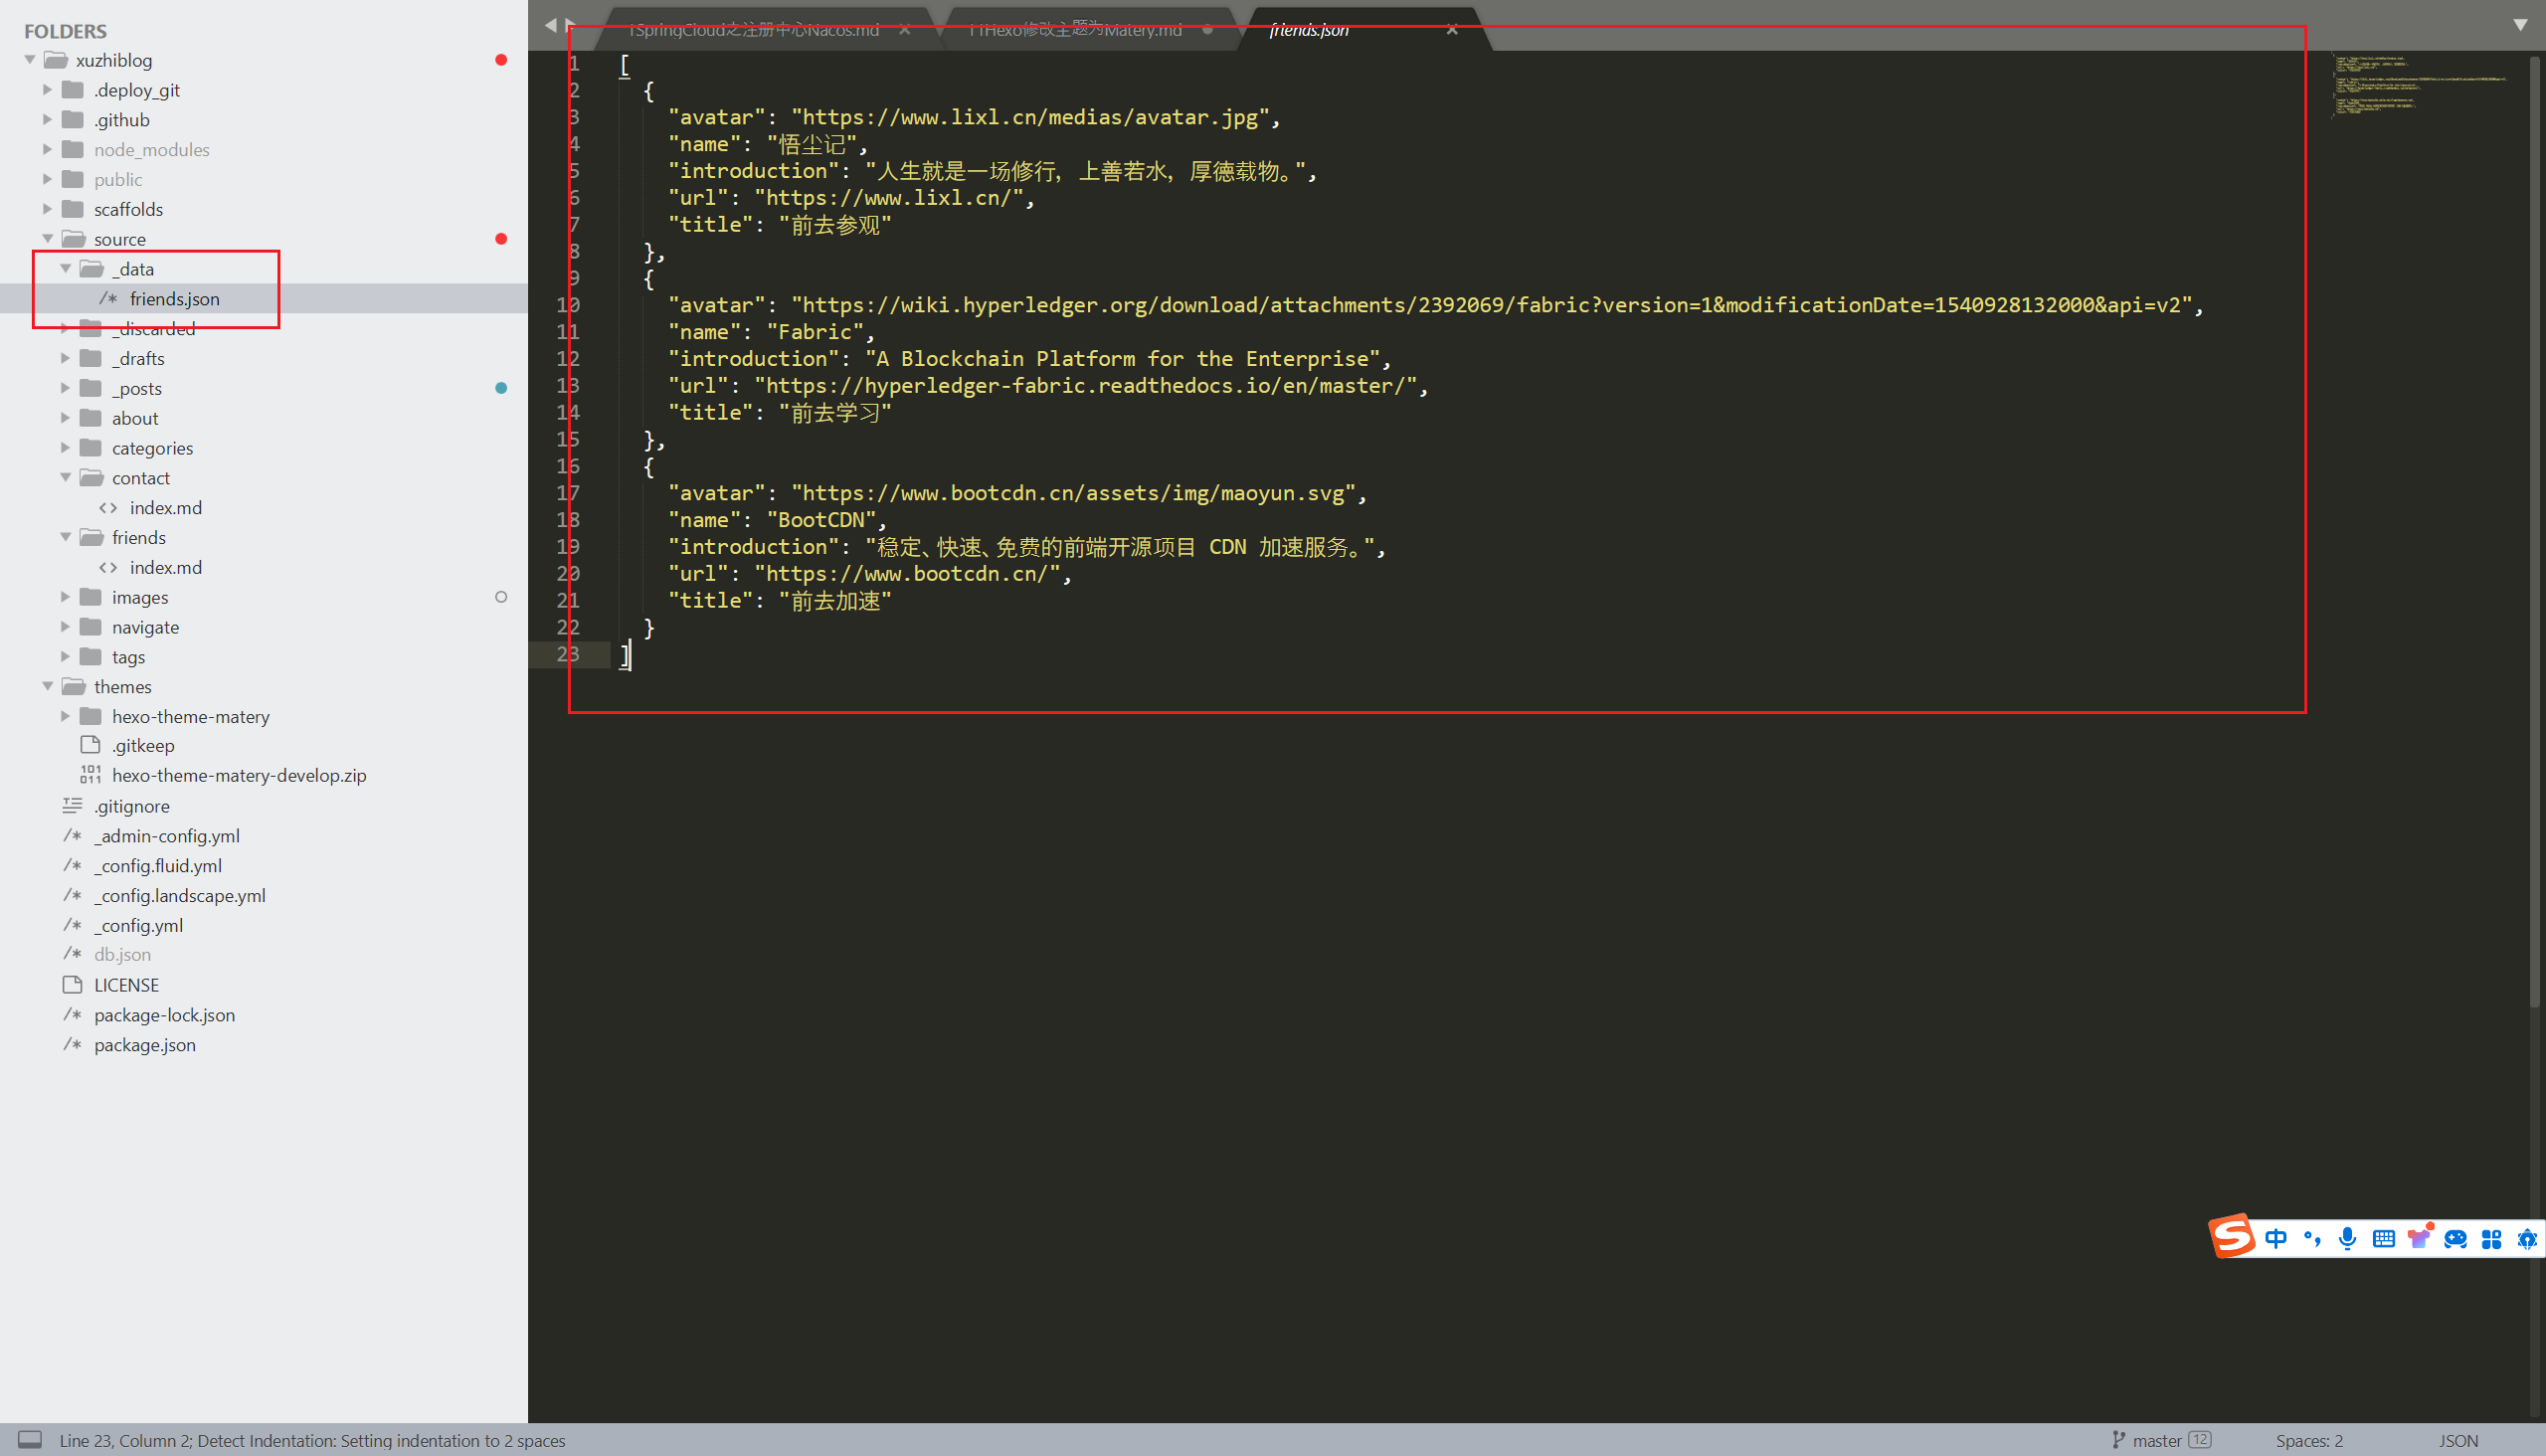 FOLDERS
xuzhiblog
.deploy_git
.github
node_modules
public
scaffolds
source
_data
friends.json
_discarded
_drafts
_posts
about
categories
contact
index.md
friends
index.md
images
navigate
tags
themes
hexo-theme-matery
.gitkeep
hexo-theme-matery-develop.zip
.gitignore
_admin-config.yml
_config.fluid.yml
_config.landscape.yml
_config.yml
db.json
LICENSE
package-lock.json
package.json
1SpringCloud之注册中心Nacos.md
11Hexo修改主题为Matery.md
friends.json
1 [
2 {
3 "avatar": "https://www.lixl.cn/medias/avatar.jpg",
4 "name": "悟尘记",
5 "introduction": "人生就是一场修行, 上善若水, 厚德载物。",
6 "url": "https://www.lixl.cn/",
7 "title": "前去参观"
8 },
9 {
10 "avatar": "https://wiki.hyperledger.org/download/attachments/2392069/fabric?version=1&modificationDate=1540928132000&api=v2",
11 "name": "Fabric",
12 "introduction": "A Blockchain Platform for the Enterprise",
13 "url": "https://hyperledger-fabric.readthedocs.io/en/master/",
14 "title": "前去学习"
15 },
16 {
17 "avatar": "https://www.bootcdn.cn/assets/img/maoyun.svg",
18 "name": "BootCDN",
19 "introduction": "稳定、快速、免费的前端开源项目 CDN 加速服务。",
20 "url": "https://www.bootcdn.cn/",
21 "title": "前去加速"
22 }
23 ]
中
Line 23, Column 2; Detect Indentation: Setting indentation to 2 spaces
master 12
Spaces: 2
JSON